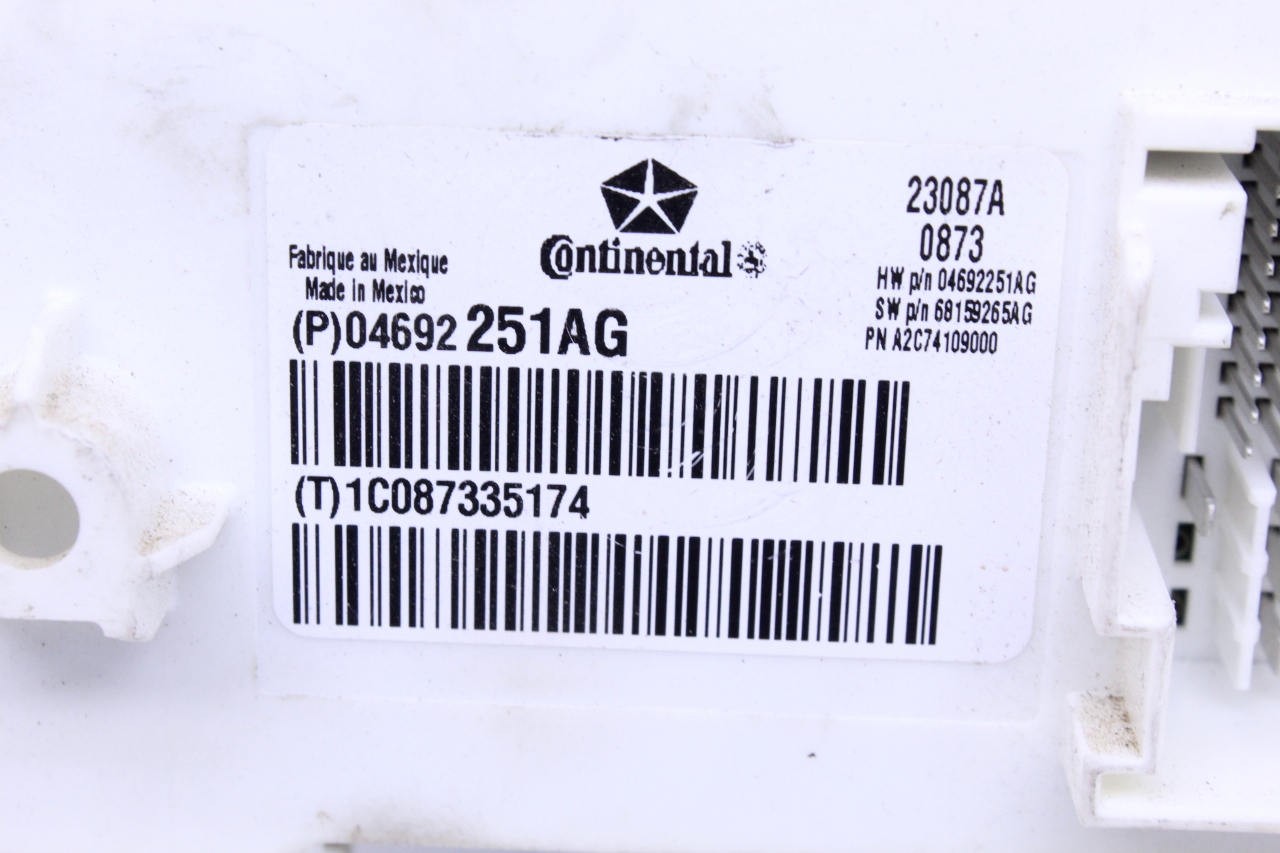 Continental
Fabrique au Mexique
Made in Mexico
(P)04692 251AG
23087A
0873
HW p/n 04692251AG
SW p/n 68159265AG
PN A2C74109000
(T)1C087335174